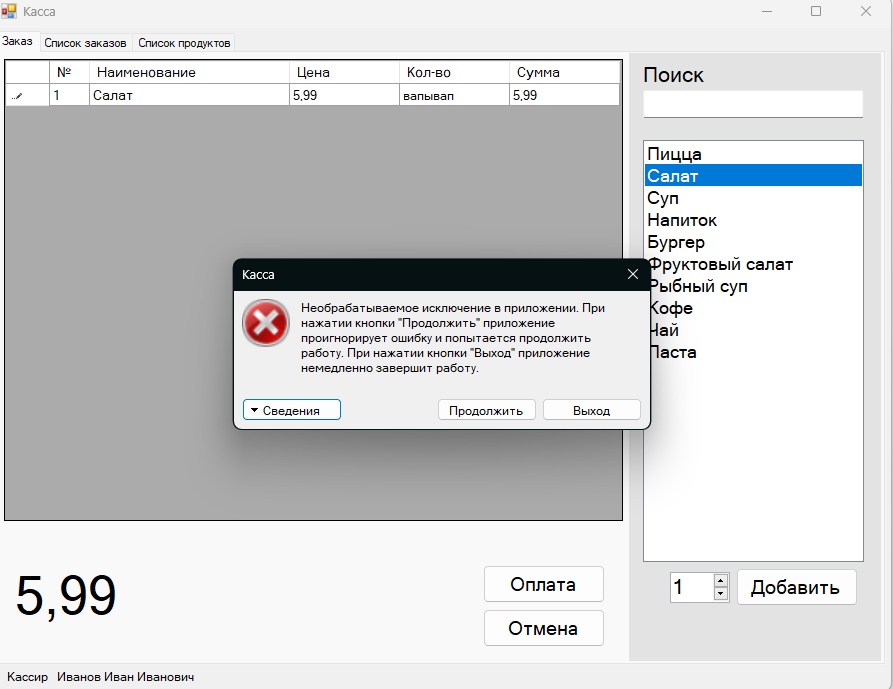 Касса
Заказ Список заказов Список продуктов
№ Наименование Цена Кол-во Сумма
1 Салат 5,99 вапывап 5,99
Поиск
Пицца
Салат
Суп
Напиток
Бургер
Фруктовый салат
Рыбный суп
Кофе
Чай
Паста
Касса
Необрабатываемое исключение в приложении. При
нажатии кнопки "Продолжить" приложение
проигнорирует ошибку и попытается продолжить
работу. При нажатии кнопки "Выход" приложение
немедленно завершит работу.
Сведения Продолжить Выход
1 Добавить
5,99
Оплата
Отмена
Кассир Иванов Иван Иванович